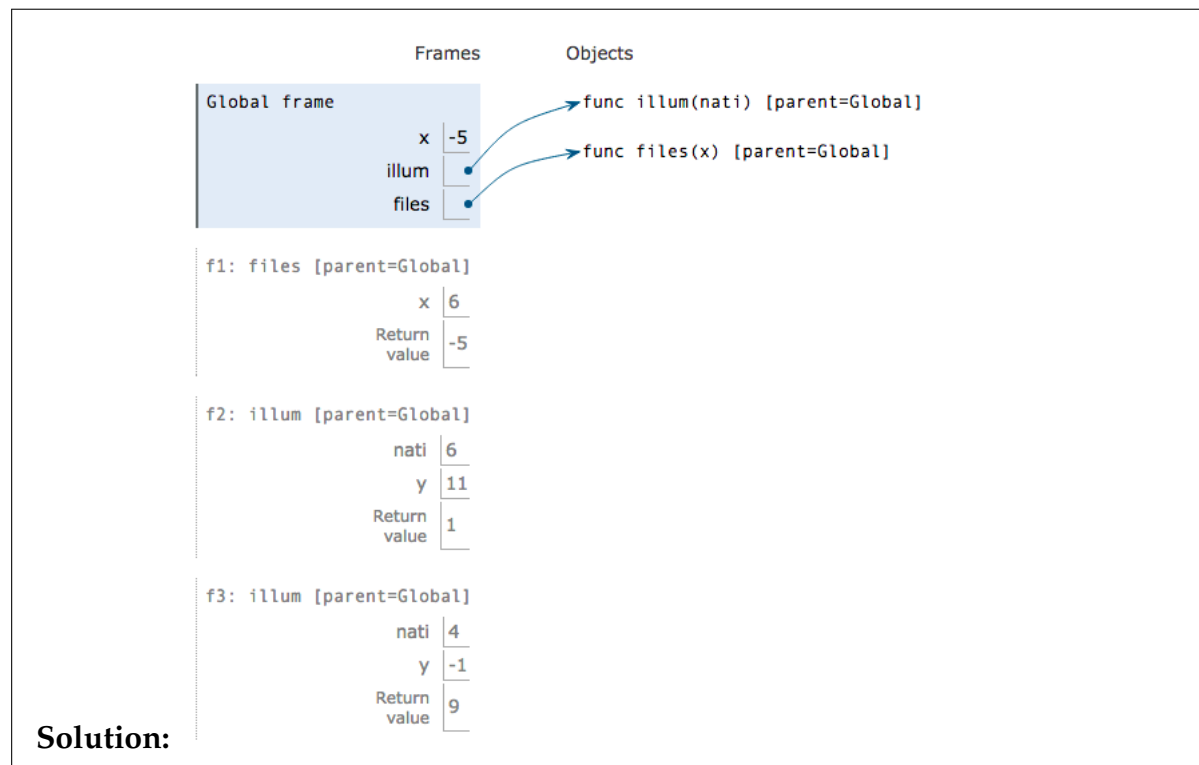 Frames Objects
Global frame func illum(nati) [parent=Global]
x -5 func files(x) [parent=Global]
illum
files
f1: files [parent=Global]
x 6
Return
value -5
f2: illum [parent=Global]
nati 6
y 11
Return
value 1
f3: illum [parent=Global]
nati 4
y -1
Return
value 9
Solution: